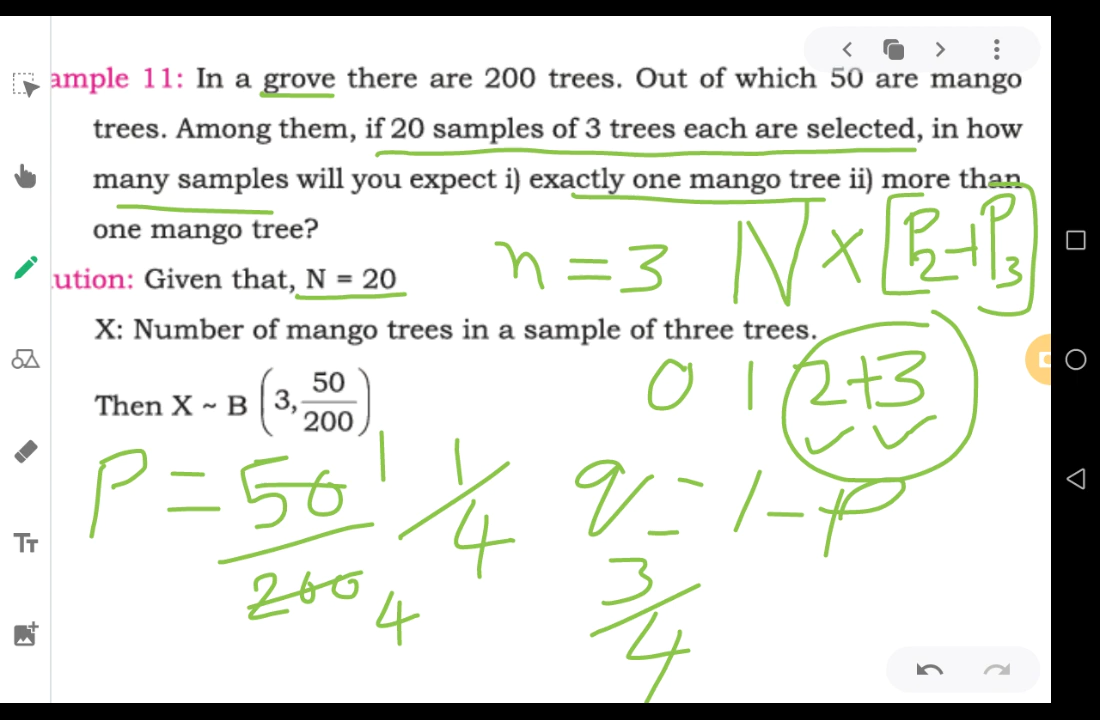 ample 11: In a grove there are 200 trees. Out of which 50 are mango
trees. Among them, if 20 samples of 3 trees each are selected, in how
many samples will you expect i) exactly one mango tree ii) more than
one mango tree?
n = 3 N × [P2+P3]
ution: Given that, N = 20
X: Number of mango trees in a sample of three trees.
0 1 2+3
Then X ~ B (3, 50/200)
P = 50/200 1/4 1/4 q = 1 - P
3/4
Tт